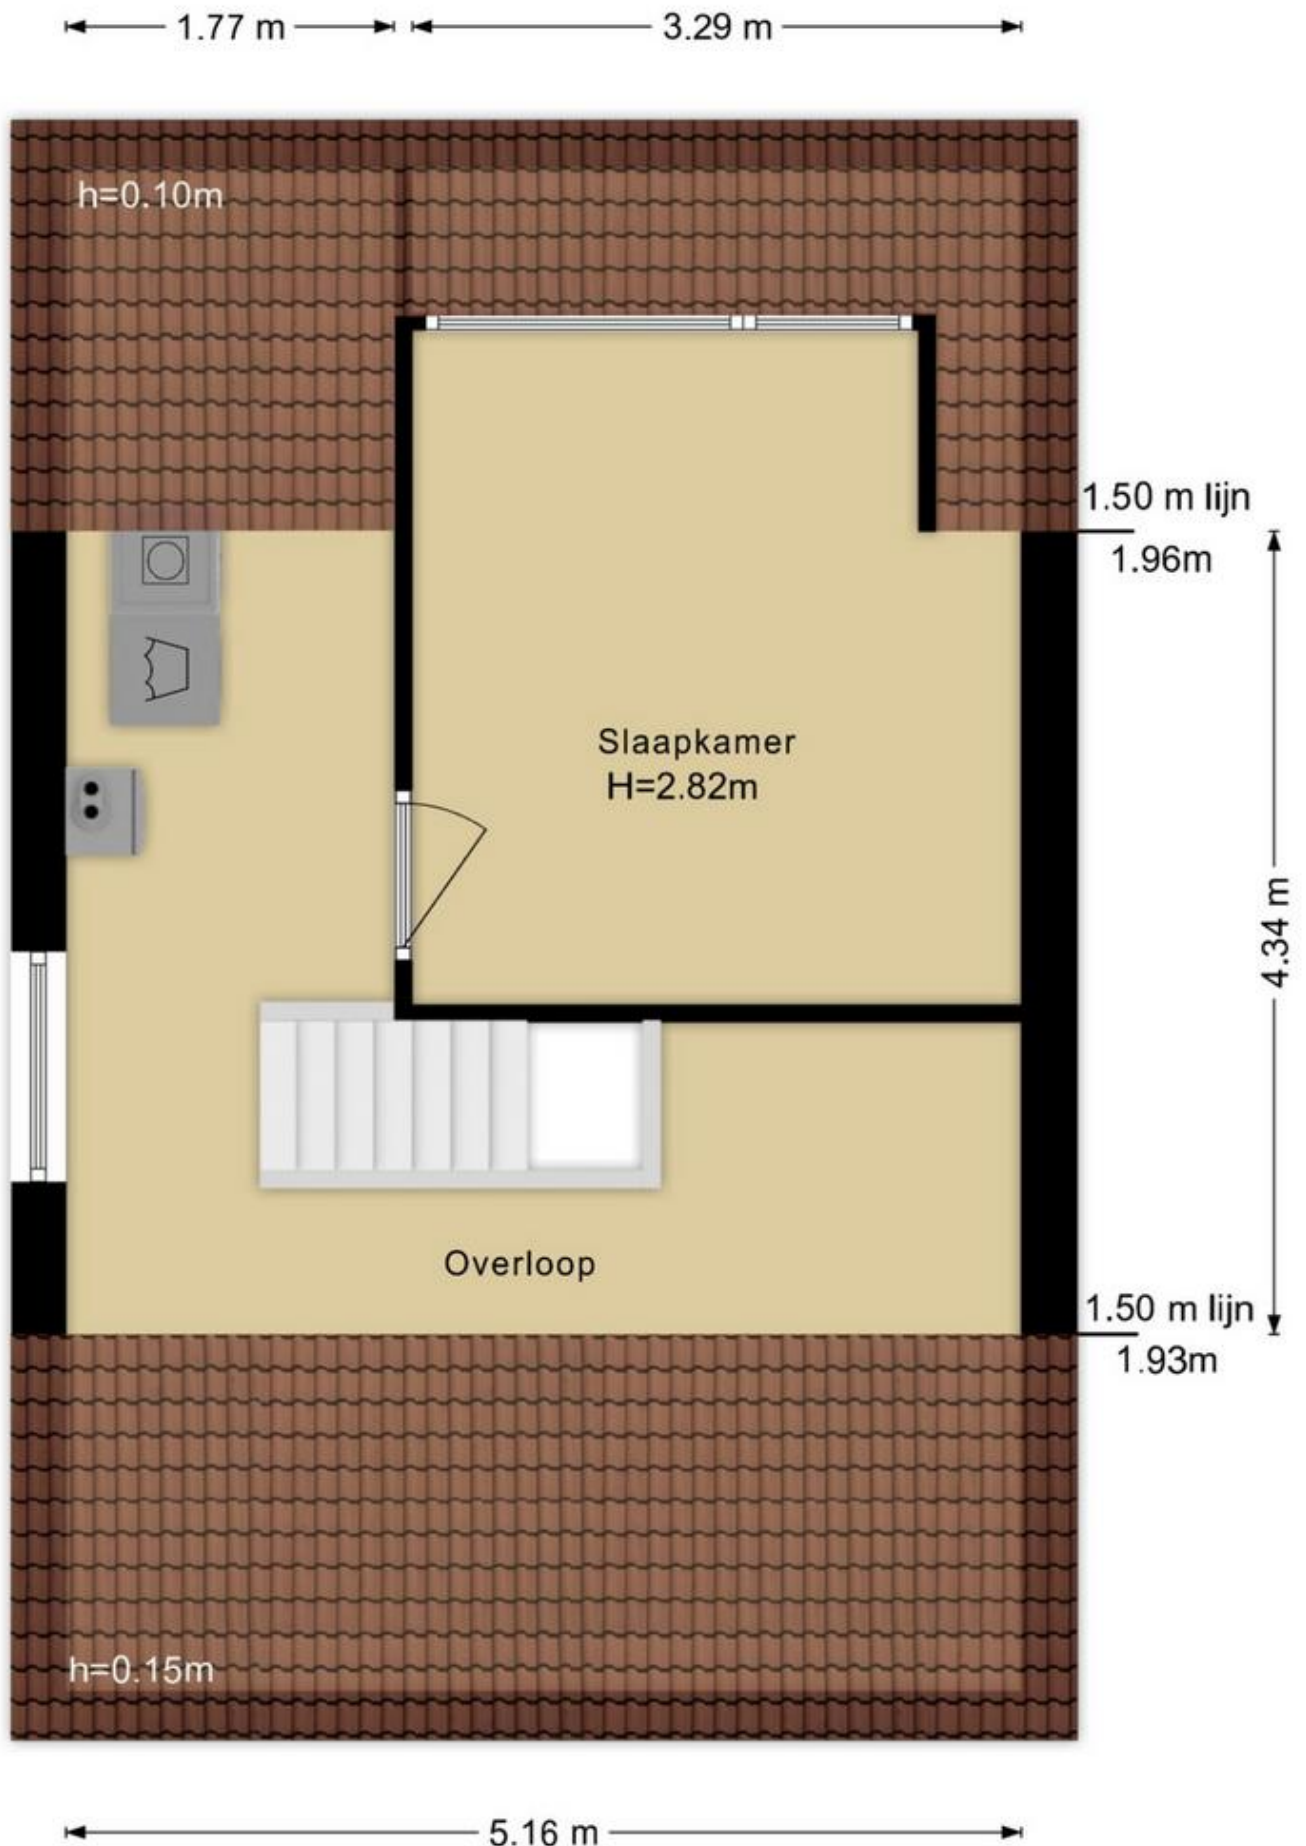 1.77 m
3.29 m
h=0.10m
1.50 m lijn
1.96m
Slaapkamer
H=2.82m
4.34 m
Overloop
1.50 m lijn
1.93m
h=0.15m
5.16 m